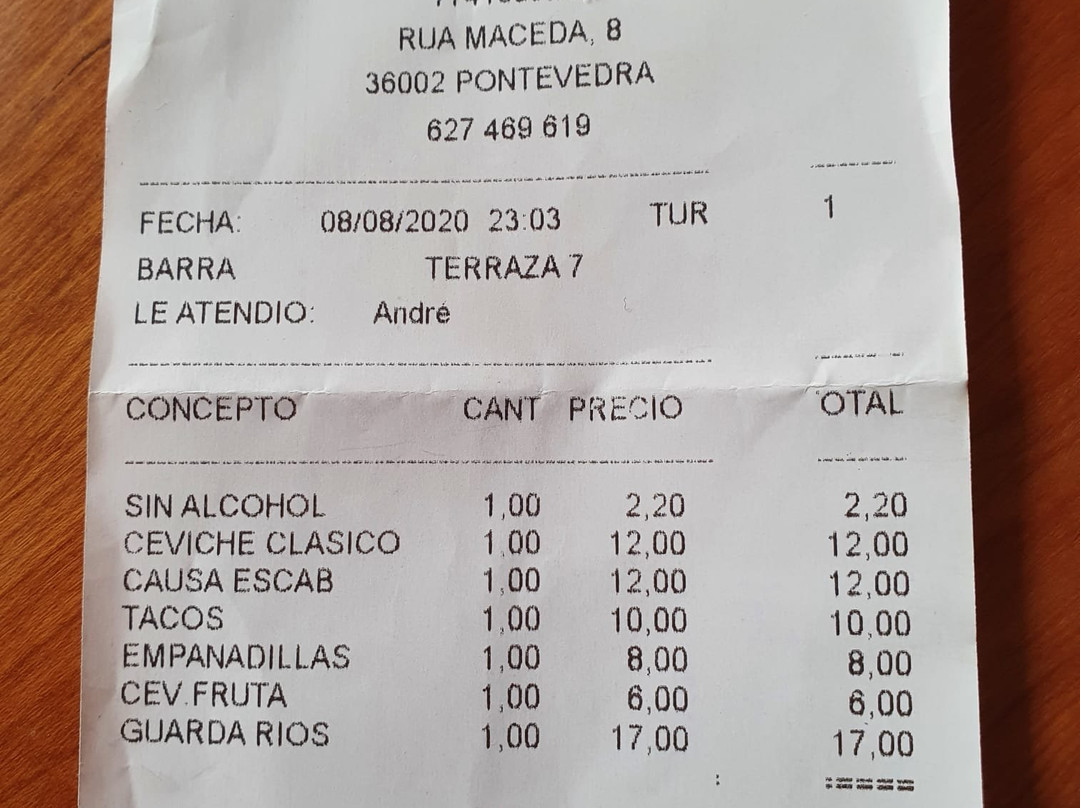 RUA MACEDA, 8
36002 PONTEVEDRA
627 469 619
FECHA: 08/08/2020 23:03 TUR 1
BARRA TERRAZA 7
LE ATENDIO: André
CONCEPTO CANT PRECIO OTAL
SIN ALCOHOL 1,00 2,20 2,20
CEVICHE CLASICO 1,00 12,00 12,00
CAUSA ESCAB 1,00 12,00 12,00
TACOS 1,00 10,00 10,00
EMPANADILLAS 1,00 8,00 8,00
CEV.FRUTA 1,00 6,00 6,00
GUARDA RIOS 1,00 17,00 17,00